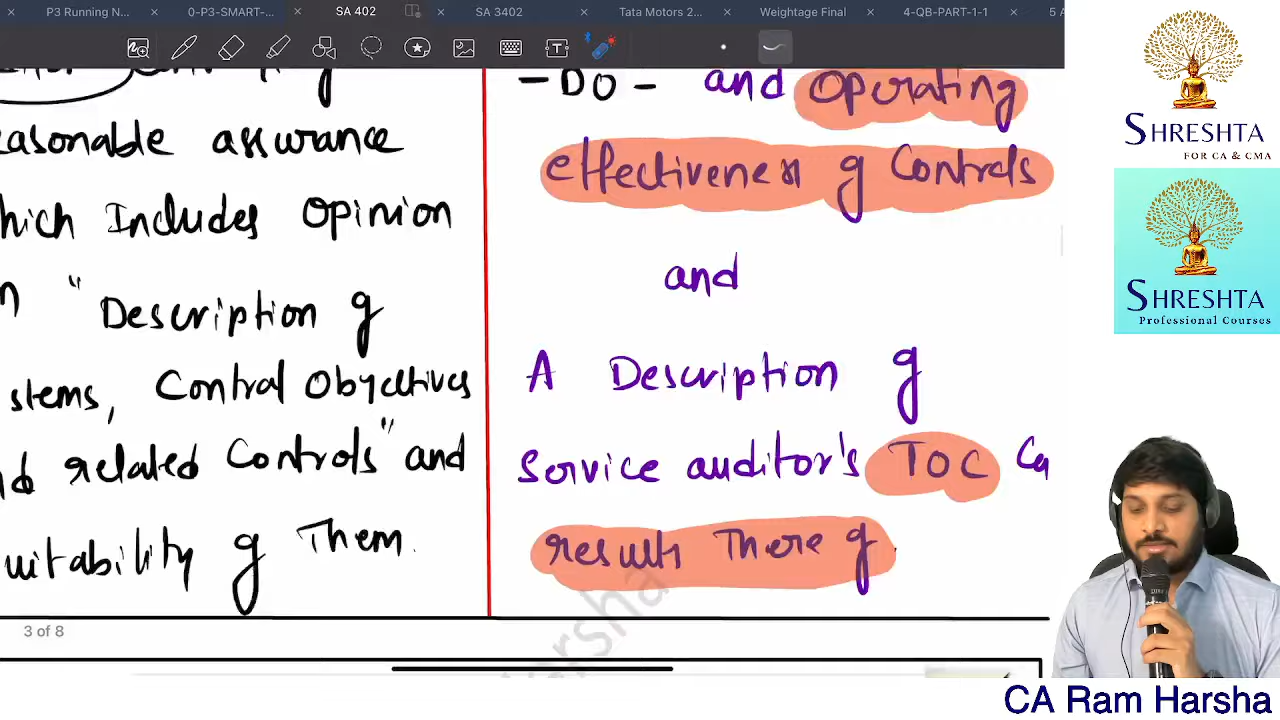 P3 Running N...
0-P3-SMART-...
SA 402
SA 3402
Tata Motors 2...
Weightage Final
4-QB-PART-1-1
5 A
easonable assurance
hich Includes Opinion
n "Description of
stems, Control Objectives
nd related Controls" and
uitability of Them.
- Do - and Operating
effectiveness of Controls
and
A Description of
Service auditor's TOC &
results There of.
3 of 8
arsha
SHRESHTA
FOR CA & CMA
SHRESHTA
Professional Courses
CA Ram Harsha